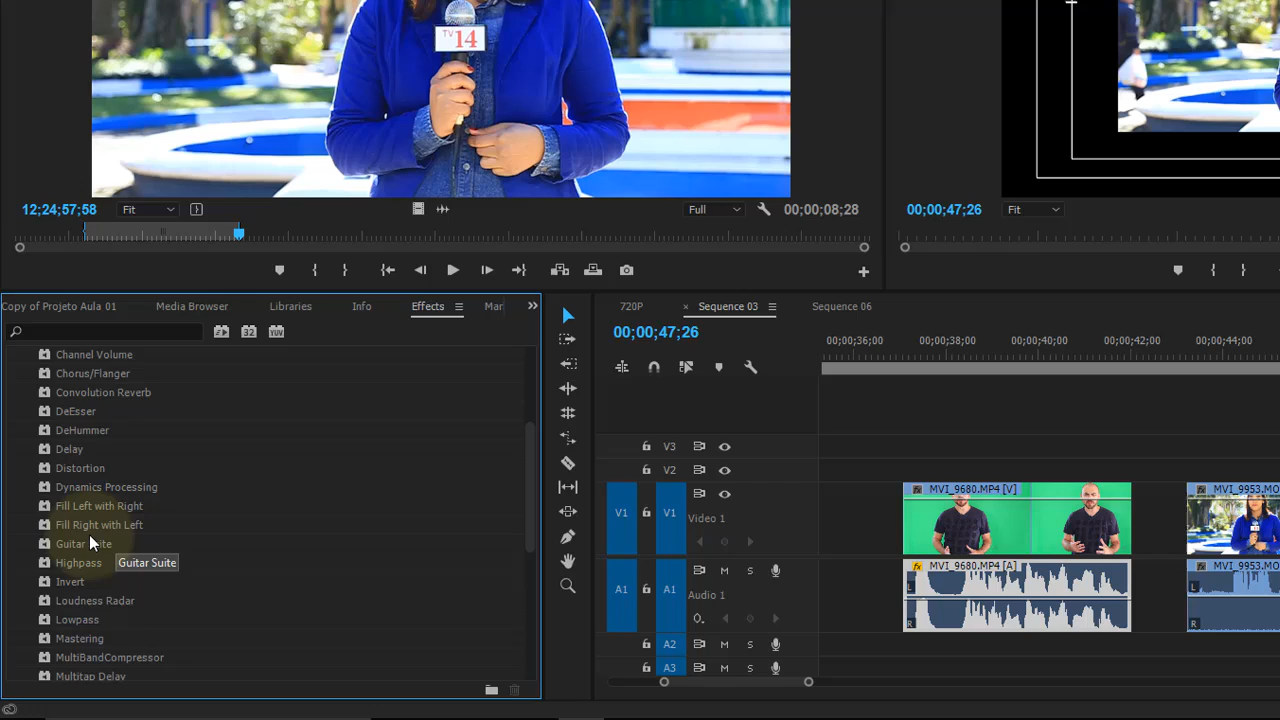 TV
14
12;24;57;58
Fit
Full
00;00;08;28
00;00;47;26
Fit
Copy of Projeto Aula 01
Media Browser
Libraries
Info
Effects
Mar
32
YUV
Channel Volume
Chorus/Flanger
Convolution Reverb
DeEsser
DeHummer
Delay
Distortion
Dynamics Processing
Fill Left with Right
Fill Right with Left
Guitar Suite
Guitar Suite
Highpass
Invert
Loudness Radar
Lowpass
Mastering
MultiBandCompressor
Multitap Delay
720P
× Sequence 03
Sequence 06
00;00;47;26
00;00;36;00
00;00;38;00
00;00;40;00
00;00;42;00
00;00;44;00
V3
V2
V1
V1
Video 1
MVI_9680.MP4 [V]
MVI_9953.MO
A1
A1
M
S
Audio 1
fx
MVI_9680.MP4 [A]
L
R
MVI_9953.MO
L
R
A2
M
S
A3
M
S